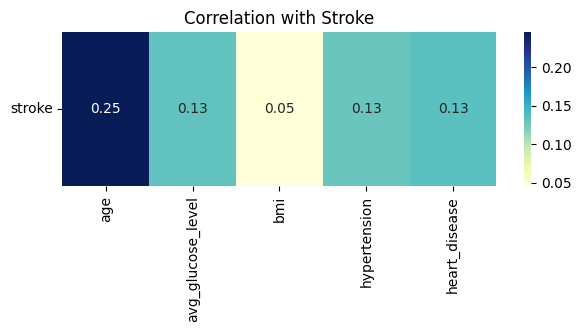 Correlation with Stroke
stroke
0.25 0.13 0.05 0.13 0.13
age
avg_glucose_level
bmi
hypertension
heart_disease
0.20
0.15
0.10
0.05